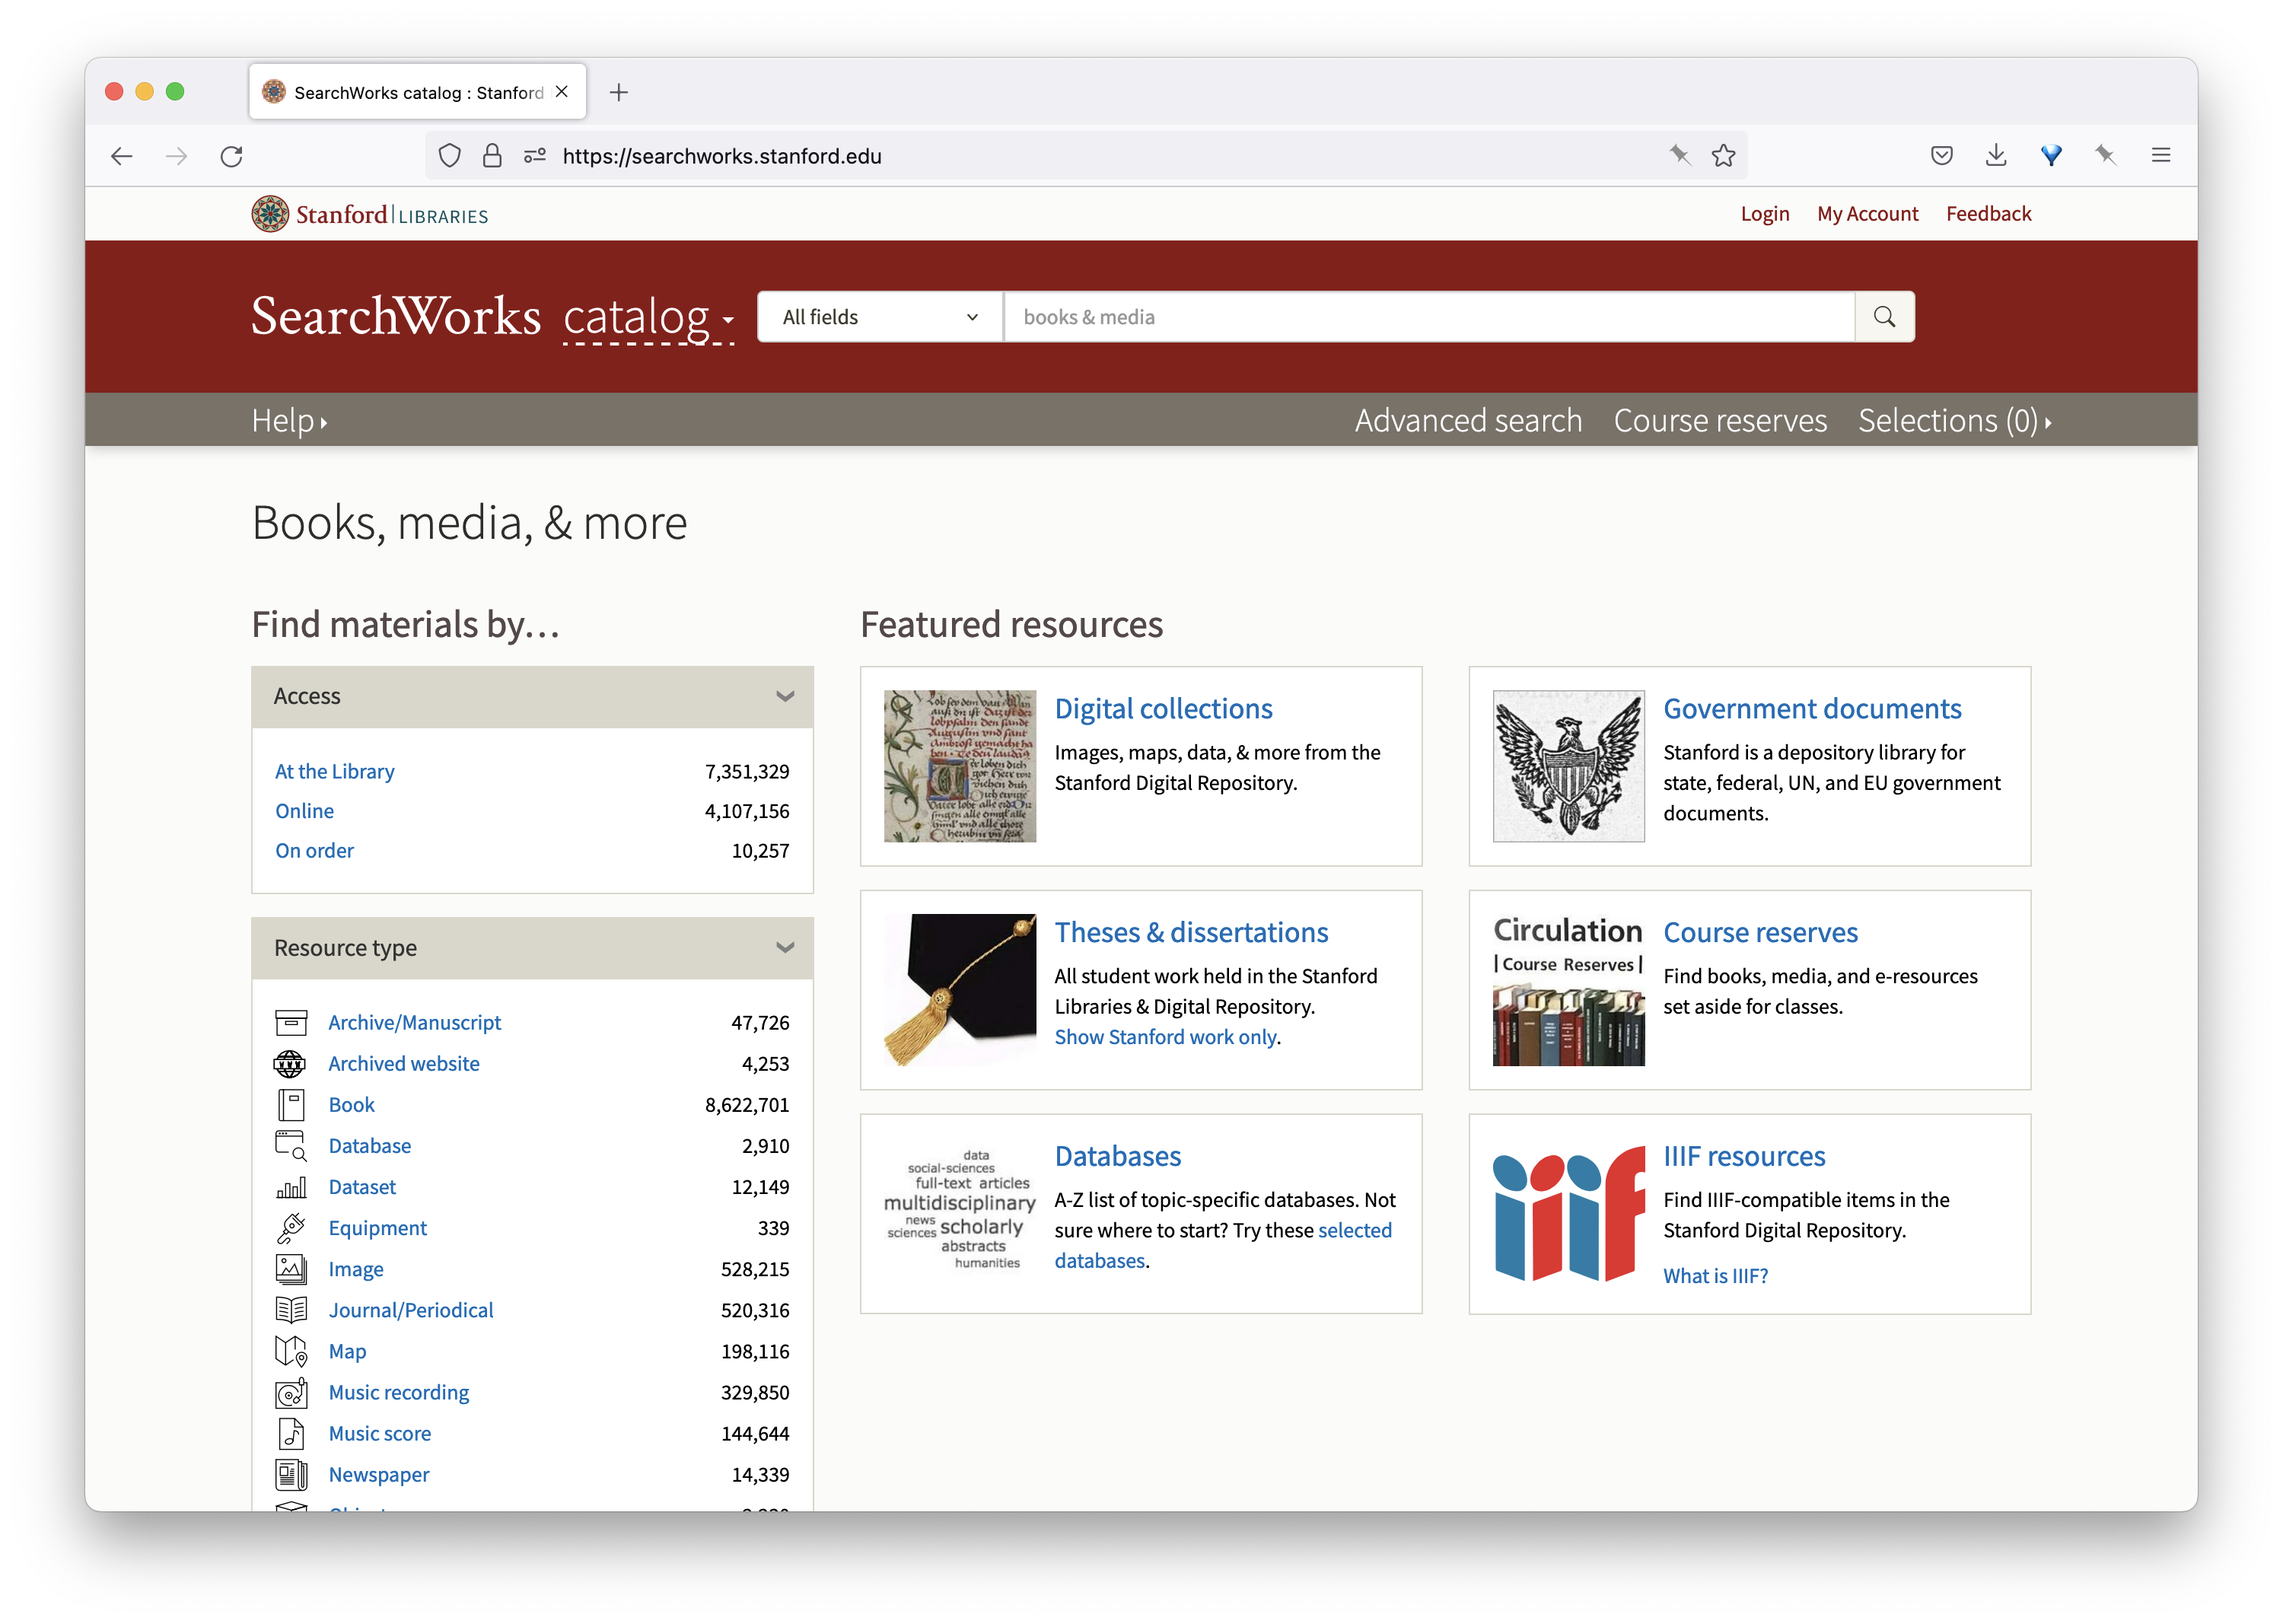 SearchWorks catalog : Stanford
https://searchworks.stanford.edu
Stanford LIBRARIES
Login My Account Feedback
SearchWorks catalog
All fields
books & media
Help
Advanced search Course reserves Selections (0)
Books, media, & more
Find materials by…
Access
At the Library 7,351,329
Online 4,107,156
On order 10,257
Resource type
Archive/Manuscript 47,726
Archived website 4,253
Book 8,622,701
Database 2,910
Dataset 12,149
Equipment 339
Image 528,215
Journal/Periodical 520,316
Map 198,116
Music recording 329,850
Music score 144,644
Newspaper 14,339
Featured resources
Digital collections
Images, maps, data, & more from the
Stanford Digital Repository.
Government documents
Stanford is a depository library for
state, federal, UN, and EU government
documents.
Theses & dissertations
All student work held in the Stanford
Libraries & Digital Repository.
Show Stanford work only.
Circulation
| Course Reserves |
Course reserves
Find books, media, and e-resources
set aside for classes.
data
social-sciences
full-text articles
multidisciplinary
news
sciences scholarly
abstracts
humanities
Databases
A-Z list of topic-specific databases. Not
sure where to start? Try these selected
databases.
iiif
IIIF resources
Find IIIF-compatible items in the
Stanford Digital Repository.
What is IIIF?